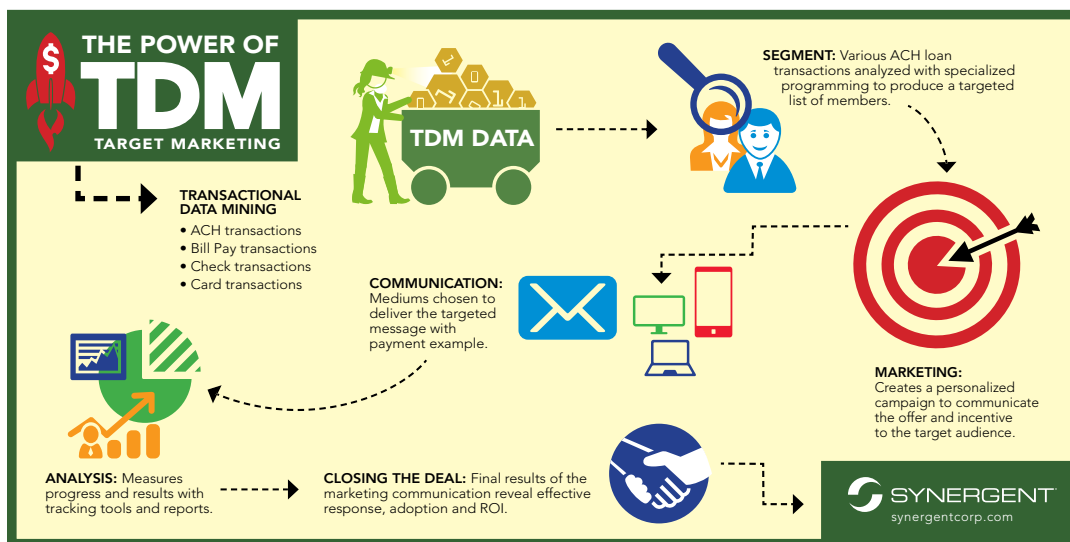 THE POWER OF
TDM
TARGET MARKETING
$
TRANSACTIONAL
DATA MINING
• ACH transactions
• Bill Pay transactions
• Check transactions
• Card transactions
TDM DATA
SEGMENT: Various ACH loan
transactions analyzed with specialized
programming to produce a targeted
list of members.
MARKETING:
Creates a personalized
campaign to communicate
the offer and incentive
to the target audience.
COMMUNICATION:
Mediums chosen to
deliver the targeted
message with
payment example.
ANALYSIS: Measures
progress and results with
tracking tools and reports.
CLOSING THE DEAL: Final results of the
marketing communication reveal effective
response, adoption and ROI.
SYNERGENT
synergentcorp.com